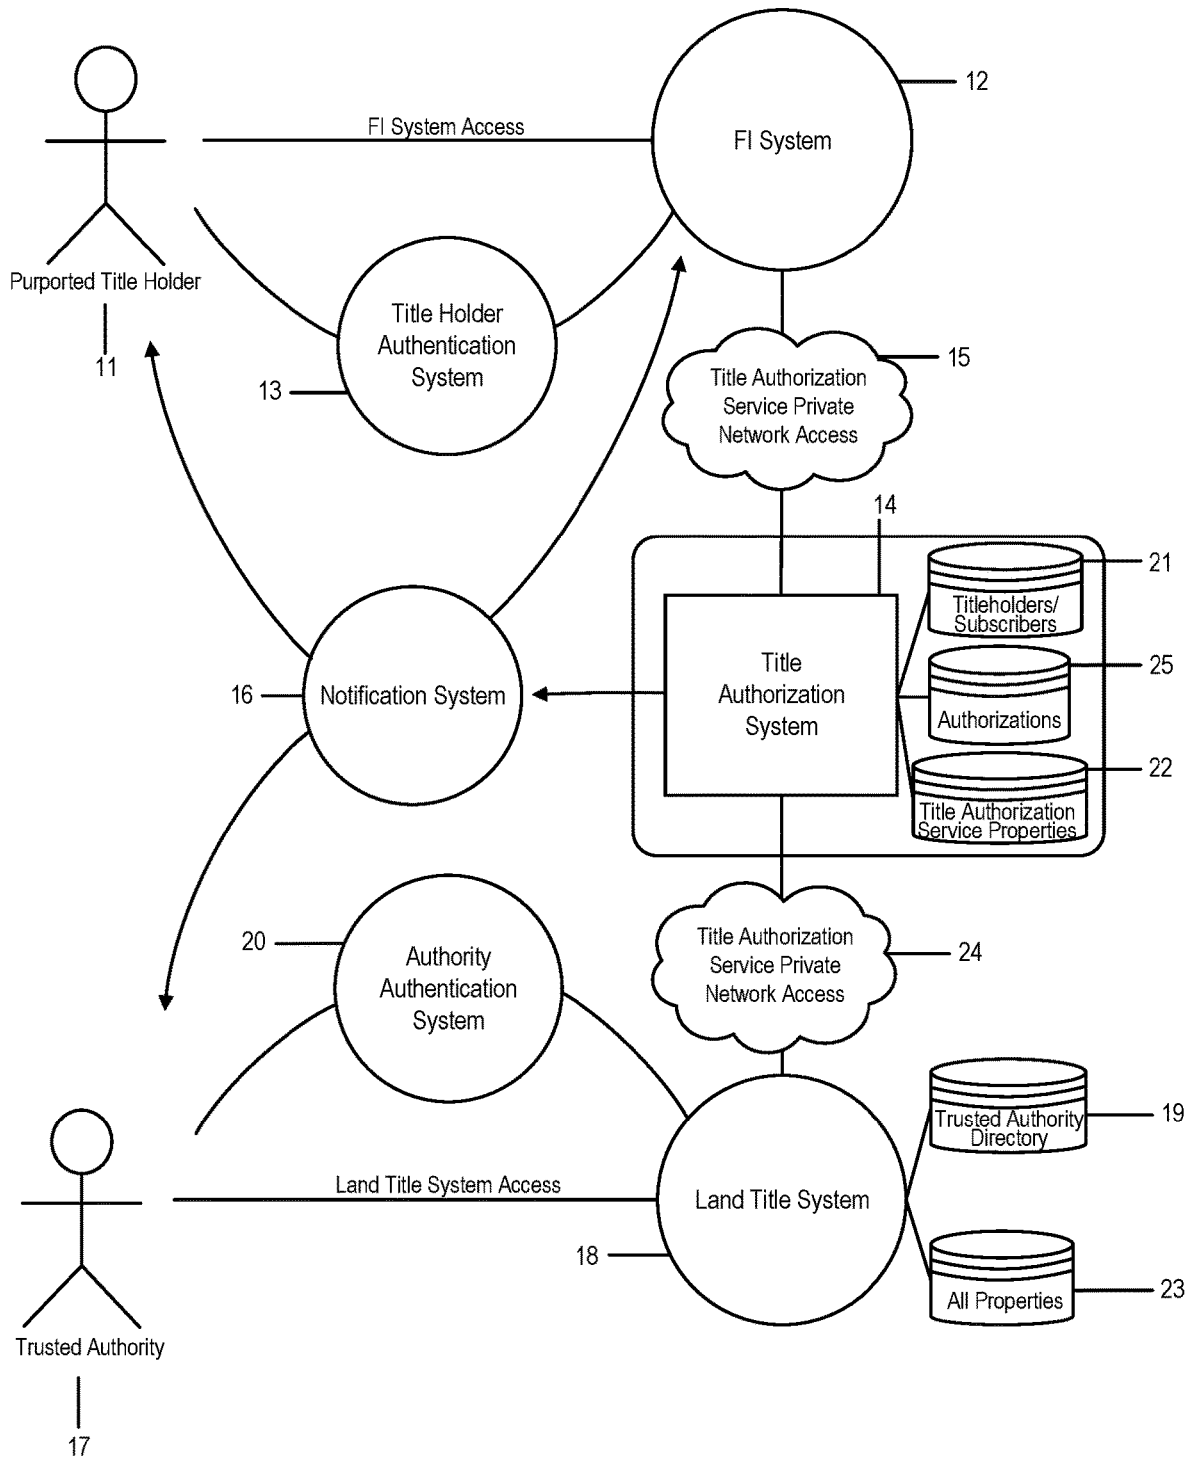 12
FI System Access
FI System
Purported Title Holder
11
Title Holder
Authentication
System
13
15
Title Authorization
Service Private
Network Access
14
21
Titleholders/
Subscribers
25
Authorizations
22
Title Authorization
Service Properties
Title
Authorization
System
16
Notification System
20
Authority
Authentication
System
Title Authorization
Service Private
Network Access
24
Trusted Authority
Directory
19
Land Title System Access
Land Title System
18
All Properties
23
Trusted Authority
17